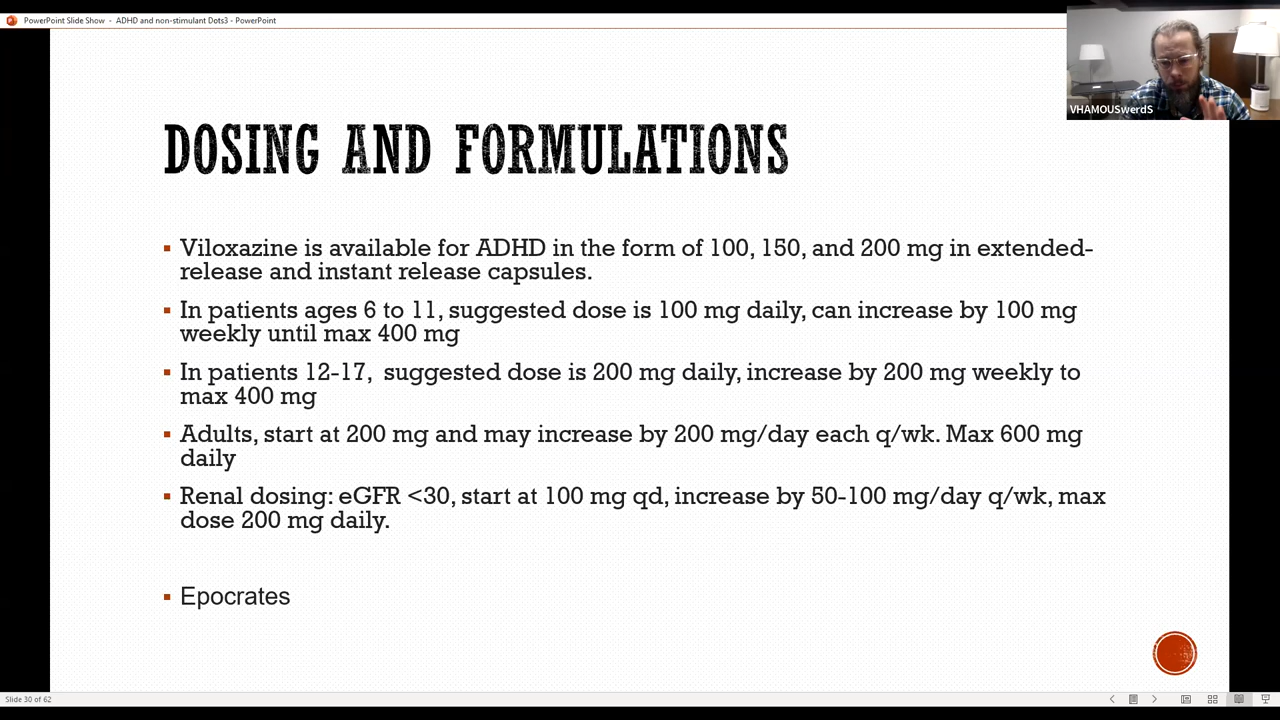 PowerPoint Slide Show - ADHD and non-stimulant Dots3 - PowerPoint
VHAMOUSwerdS
DOSING AND FORMULATIONS
Viloxazine is available for ADHD in the form of 100, 150, and 200 mg in extended-
release and instant release capsules.
In patients ages 6 to 11, suggested dose is 100 mg daily, can increase by 100 mg
weekly until max 400 mg
In patients 12-17, suggested dose is 200 mg daily, increase by 200 mg weekly to
max 400 mg
Adults, start at 200 mg and may increase by 200 mg/day each q/wk. Max 600 mg
daily
Renal dosing: eGFR <30, start at 100 mg qd, increase by 50-100 mg/day q/wk, max
dose 200 mg daily.
Epocrates
Slide 30 of 62